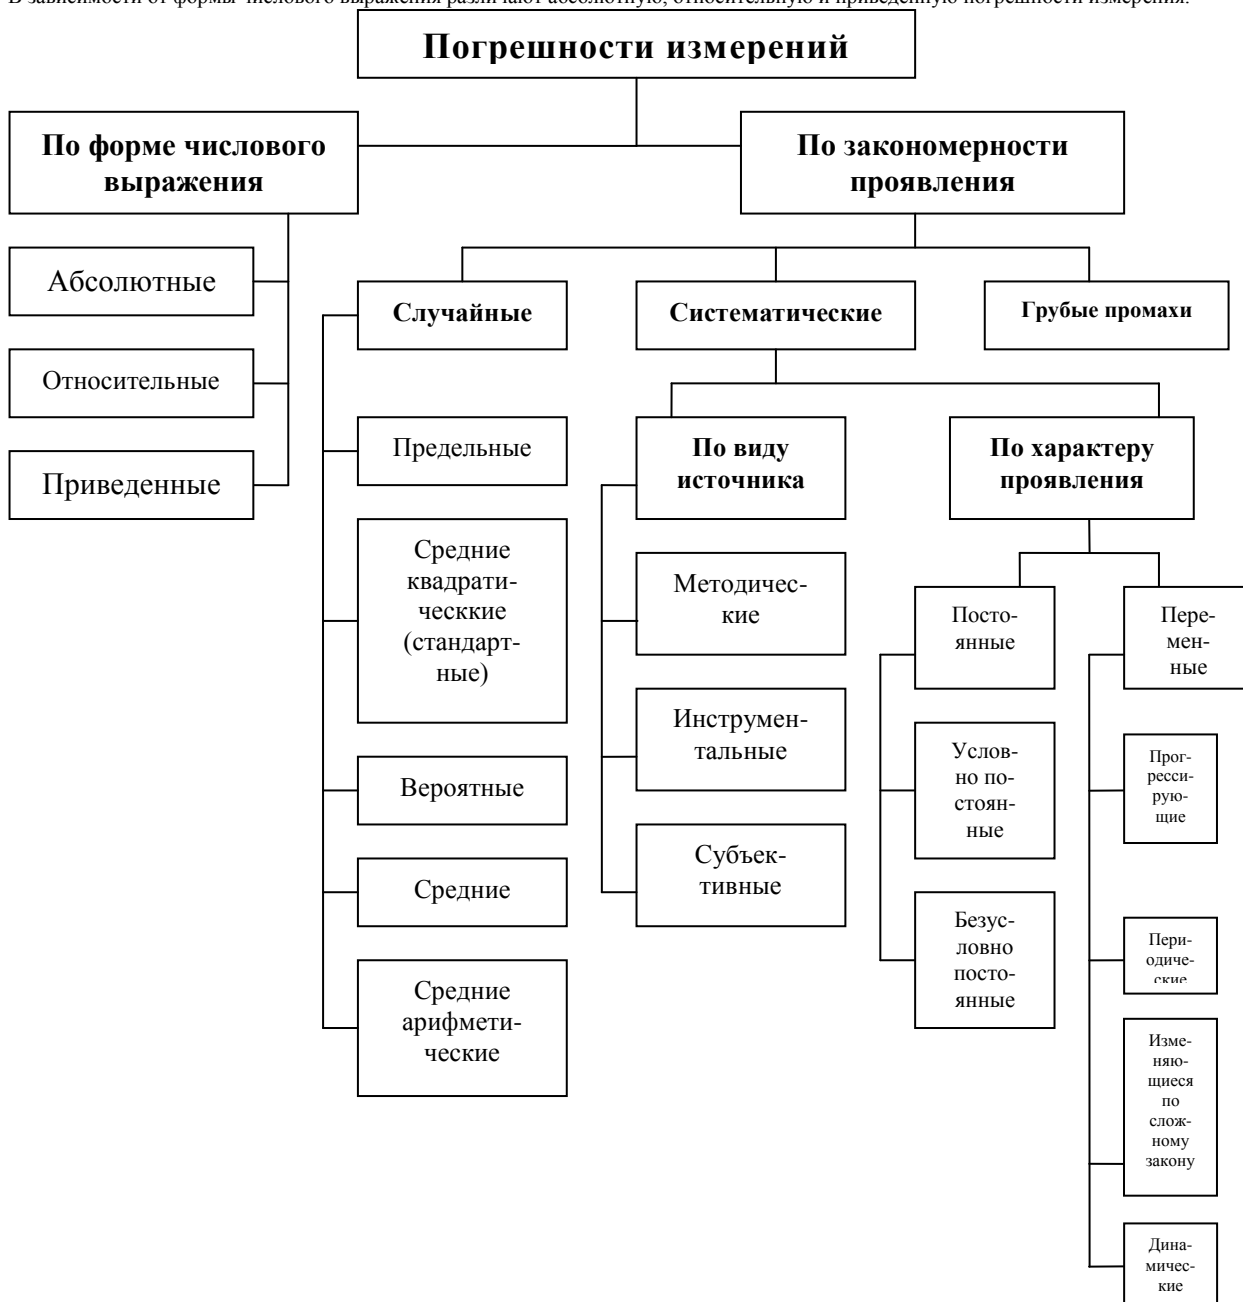 В зависимости от формы числового выражения различают абсолютную, относительную и приведенную погрешности измерения.
Погрешности измерений
По форме числового
выражения
По закономерности
проявления
Абсолютные
Относительные
Приведенные
Случайные
Систематические
Грубые промахи
Предельные
Средние
квадрати-
ческкие
(стандарт-
ные)
Вероятные
Средние
Средние
арифмети-
ческие
По виду
источника
Методичес-
кие
Инструмен-
тальные
Субъек-
тивные
По характеру
проявления
Посто-
янные
Услов-
но по-
стоян-
ные
Безус-
ловно
посто-
янные
Пере-
мен-
ные
Прог-
ресси-
рую-
щие
Пери-
одиче-
ские
Изме-
няю-
щиеся
по
слож-
ному
закону
Дина-
мичес-
кие